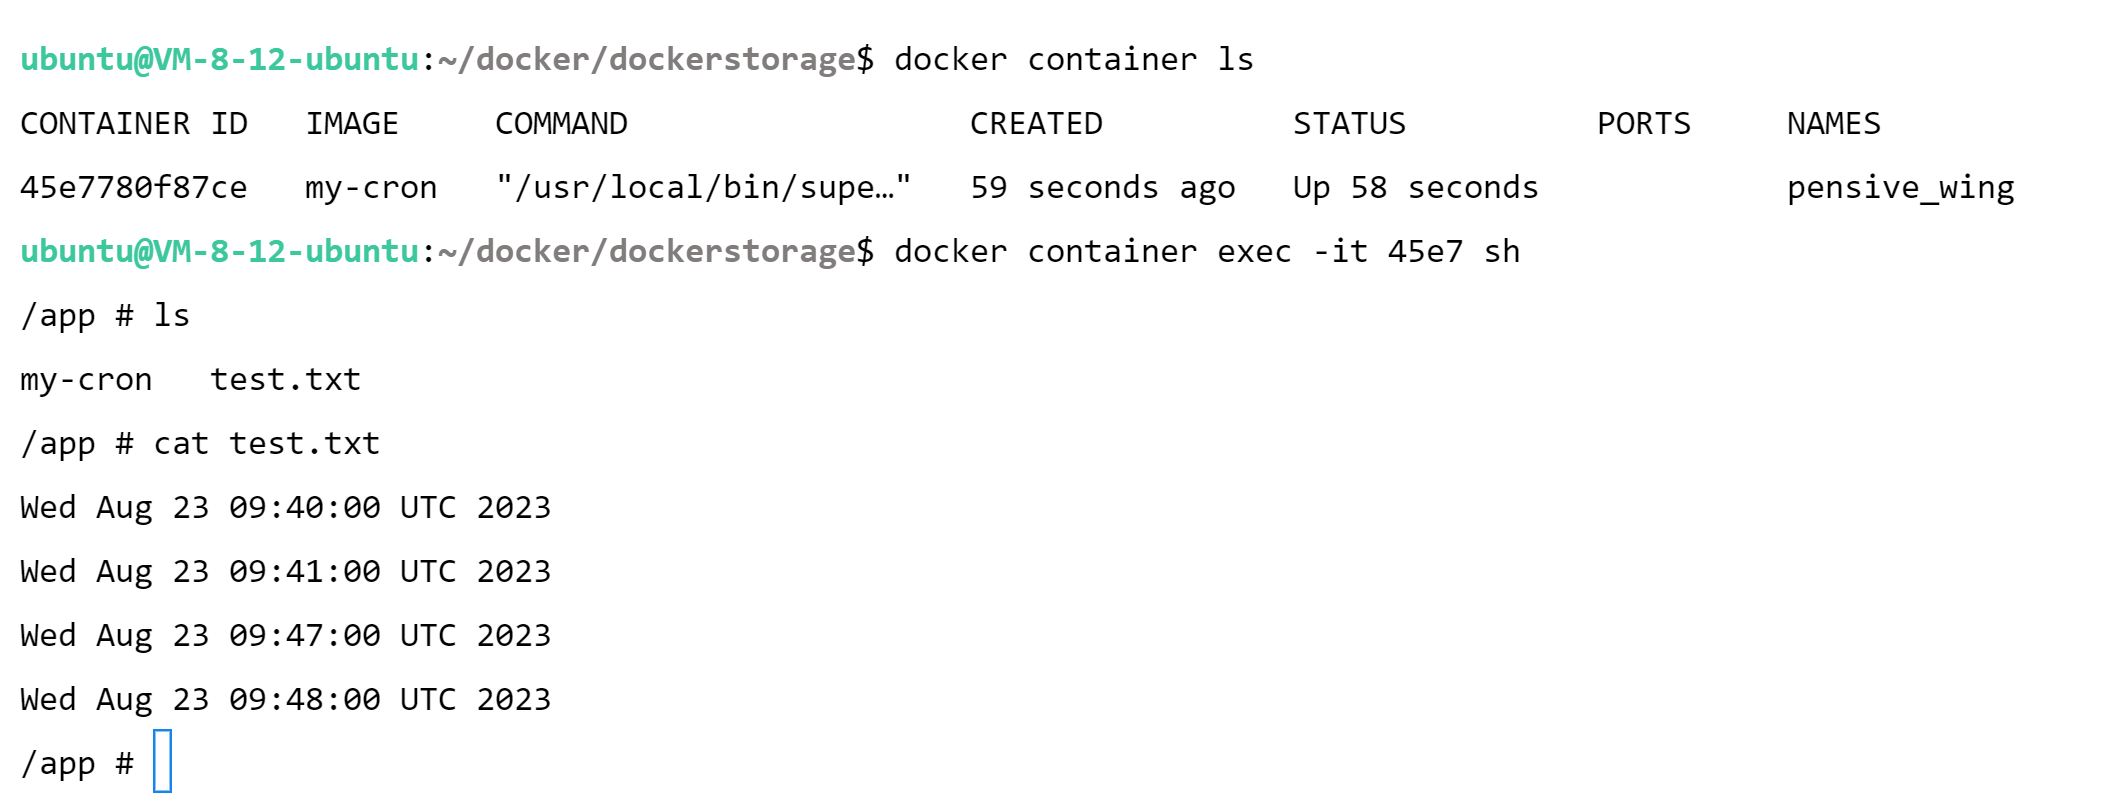 ubuntu@VM-8-12-ubuntu:~/docker/dockerstorage$ docker container ls
CONTAINER ID   IMAGE     COMMAND                  CREATED          STATUS          PORTS     NAMES
45e7780f87ce   my-cron   "/usr/local/bin/supe…"   59 seconds ago   Up 58 seconds             pensive_wing
ubuntu@VM-8-12-ubuntu:~/docker/dockerstorage$ docker container exec -it 45e7 sh
/app # ls
my-cron   test.txt
/app # cat test.txt
Wed Aug 23 09:40:00 UTC 2023
Wed Aug 23 09:41:00 UTC 2023
Wed Aug 23 09:47:00 UTC 2023
Wed Aug 23 09:48:00 UTC 2023
/app #